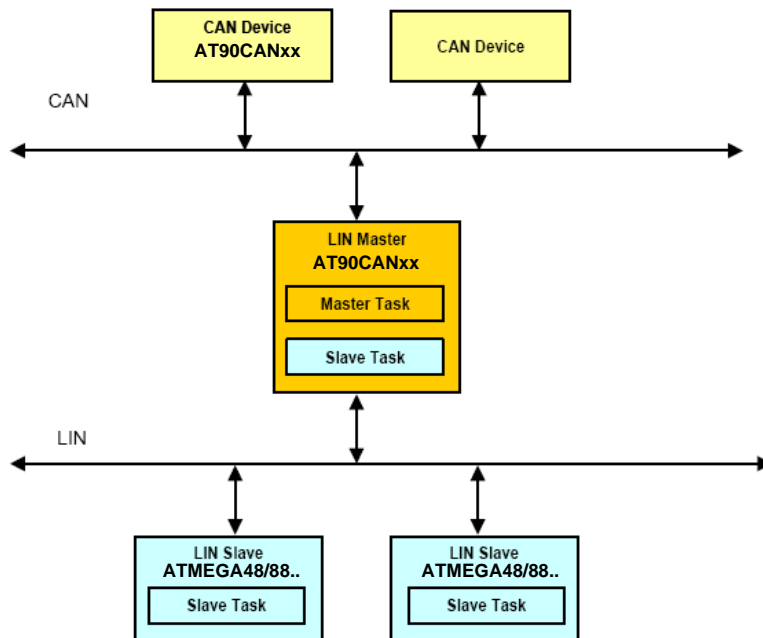 CAN Device
AT90CANxx
CAN Device
CAN
LIN Master
AT90CANxx
Master Task
Slave Task
LIN
LIN Slave
ATMEGA48/88..
Slave Task
LIN Slave
ATMEGA48/88..
Slave Task